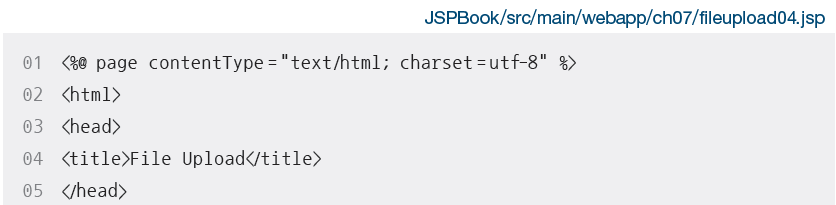 JSPBook/src/main/webapp/ch07/fileupload04.jsp
01 <%@ page contentType="text/html; charset=utf-8" %>
02 <html>
03 <head>
04 <title>File Upload</title>
05 </head>